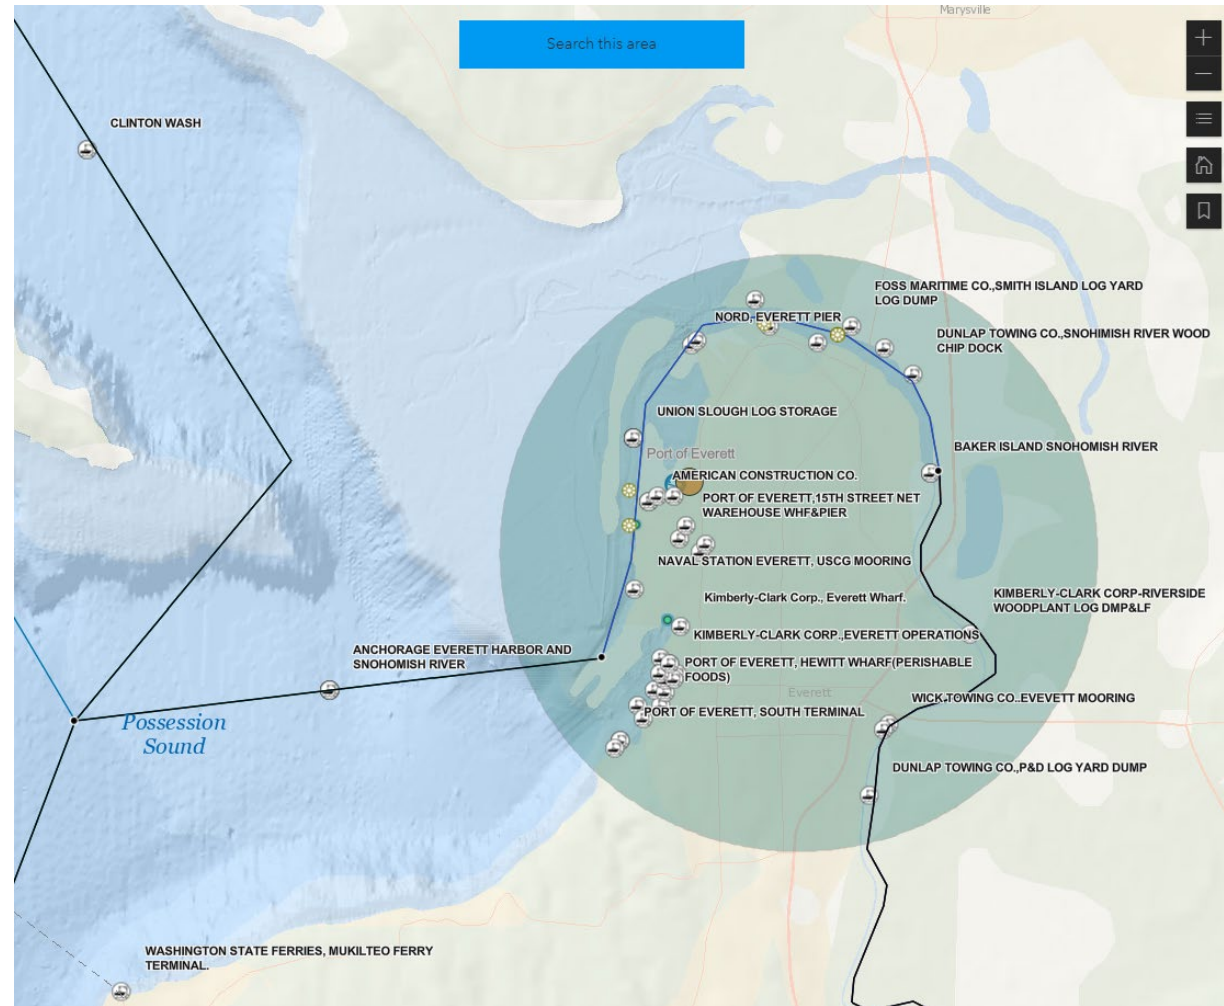 Marysville
Search this area
CLINTON WASH
FOSS MARITIME CO.,SMITH ISLAND LOG YARD
LOG DUMP
NORD, EVERETT PIER
DUNLAP TOWING CO.,SNOHIMISH RIVER WOOD
CHIP DOCK
UNION SLOUGH LOG STORAGE
BAKER ISLAND SNOHOMISH RIVER
Port of Everett
AMERICAN CONSTRUCTION CO.
PORT OF EVERETT,15TH STREET NET
WAREHOUSE WHF&PIER
NAVAL STATION EVERETT, USCG MOORING
Kimberly-Clark Corp., Everett Wharf.
KIMBERLY-CLARK CORP-RIVERSIDE
WOODPLANT LOG DMP&LF
KIMBERLY-CLARK CORP.,EVERETT OPERATIONS
ANCHORAGE EVERETT HARBOR AND
SNOHOMISH RIVER
PORT OF EVERETT, HEWITT WHARF(PERISHABLE
FOODS)
Everett
WICK TOWING CO..EVEVETT MOORING
PORT OF EVERETT, SOUTH TERMINAL
Possession
Sound
DUNLAP TOWING CO.,P&D LOG YARD DUMP
WASHINGTON STATE FERRIES, MUKILTEO FERRY
TERMINAL.